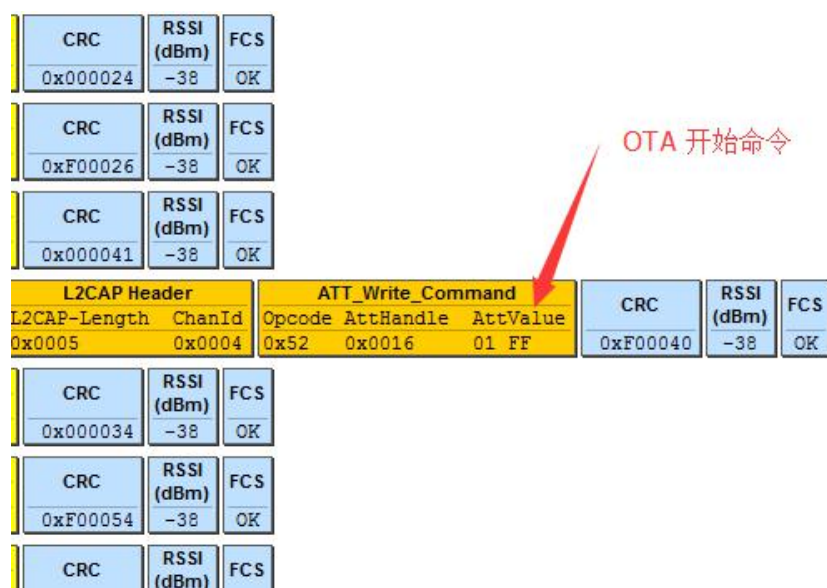 CRC RSSI (dBm) FCS
0x000024 -38 OK
CRC RSSI (dBm) FCS
0xF00026 -38 OK
OTA 开始命令
CRC RSSI (dBm) FCS
0x000041 -38 OK
L2CAP Header ATT_Write_Command CRC RSSI (dBm) FCS
L2CAP-Length ChanId Opcode AttHandle AttValue
0x0005 0x0004 0x52 0x0016 01 FF 0xF00040 -38 OK
CRC RSSI (dBm) FCS
0x000034 -38 OK
CRC RSSI (dBm) FCS
0xF00054 -38 OK
CRC RSSI (dBm) FCS